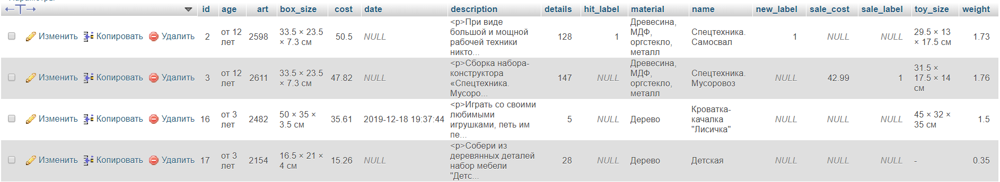 Параметры
←T→ id age art box_size cost date description details hit_label material name new_label sale_cost sale_label toy_size weight
Изменить Копировать Удалить 2 от 12 лет 2598 33.5 × 23.5 × 7.3 см 50.5 NULL <p>При виде большой и мощной рабочей техники никто... 128 1 Древесина, МДФ, оргстекло, металл Спецтехника. Самосвал 1 NULL NULL 29.5 × 13 × 17.5 см 1.73
Изменить Копировать Удалить 3 от 12 лет 2611 33.5 × 23.5 × 7.3 см 47.82 NULL <p>Сборка набора-конструктора «Спецтехника. Мусоро... 147 NULL Древесина, МДФ, оргстекло, металл Спецтехника. Мусоровоз NULL 42.99 1 31.5 × 17.5 × 14 см 1.76
Изменить Копировать Удалить 16 от 3 лет 2482 50 × 35 × 3.5 см 35.61 2019-12-18 19:37:44 <p>Играть со своими любимыми игрушками, петь им пе... 5 NULL Дерево Кроватка-качалка "Лисичка" NULL NULL NULL 45 × 32 × 35 см 1.5
Изменить Копировать Удалить 17 от 3 лет 2154 16.5 × 21 × 4 см 15.26 NULL <p>Собери из деревянных деталей набор мебели "Детс... 28 NULL Дерево Детская NULL NULL NULL - 0.35